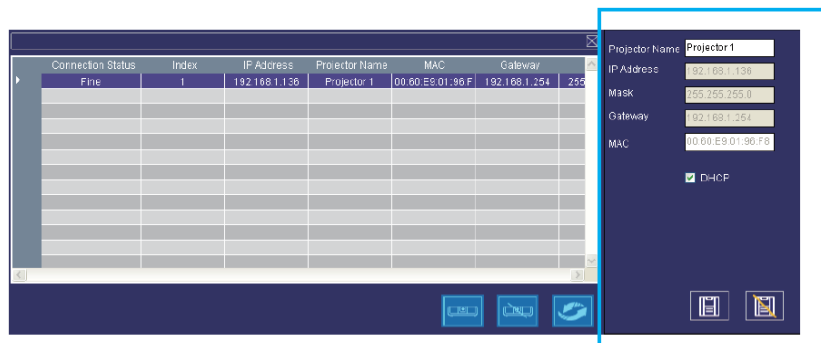 Connection Status Index IP Address Projector Name MAC Gateway
Fine 1 192.168.1.136 Projector 1 00:60:E9:01:96:F 192.168.1.254 255
Projector Name Projector 1
IP Address 192.168.1.136
Mask 255.255.255.0
Gateway 192.168.1.254
MAC 00:60:E9:01:96:F8
DHCP